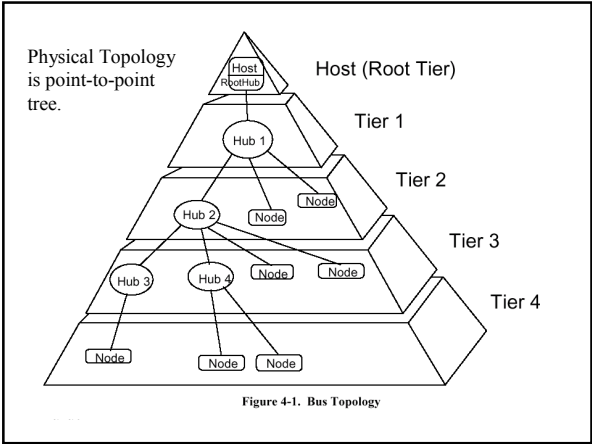 Physical Topology
is point-to-point
tree.
Host
RootHub
Host (Root Tier)
Hub 1
Tier 1
Hub 2
Node
Node
Tier 2
Hub 3
Hub 4
Node
Node
Tier 3
Node
Node
Node
Tier 4
Figure 4-1. Bus Topology